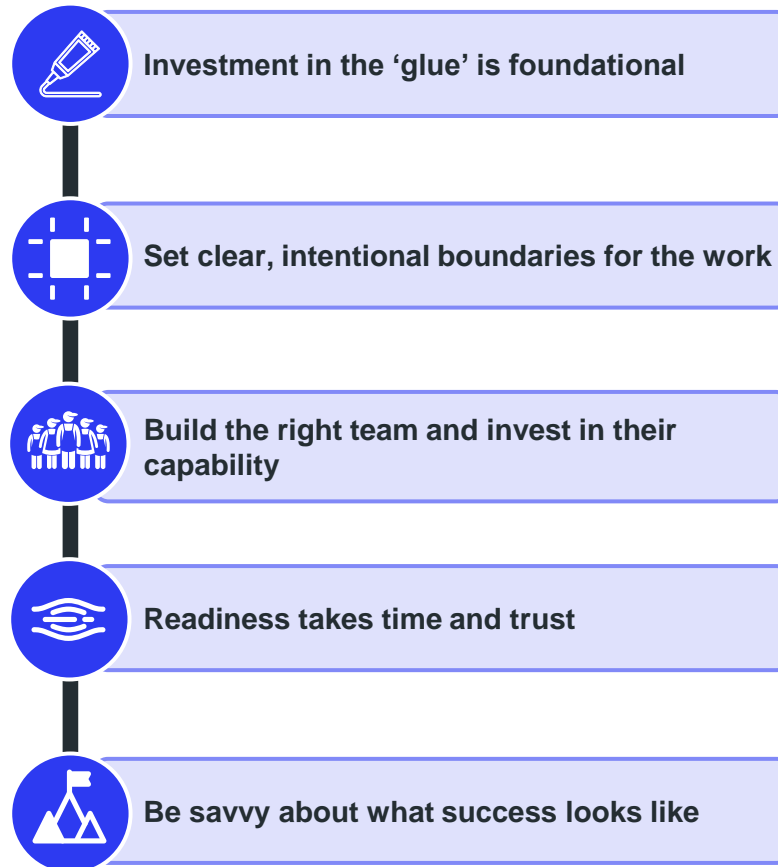 Investment in the ‘glue’ is foundational
Set clear, intentional boundaries for the work
Build the right team and invest in their
capability
Readiness takes time and trust
Be savvy about what success looks like